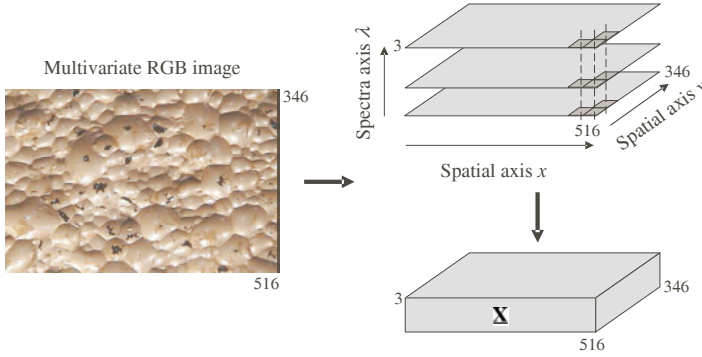 Multivariate RGB image
346
516
3
Spectra axis λ
346
516
Spatial axis y
Spatial axis x
3
X
346
516